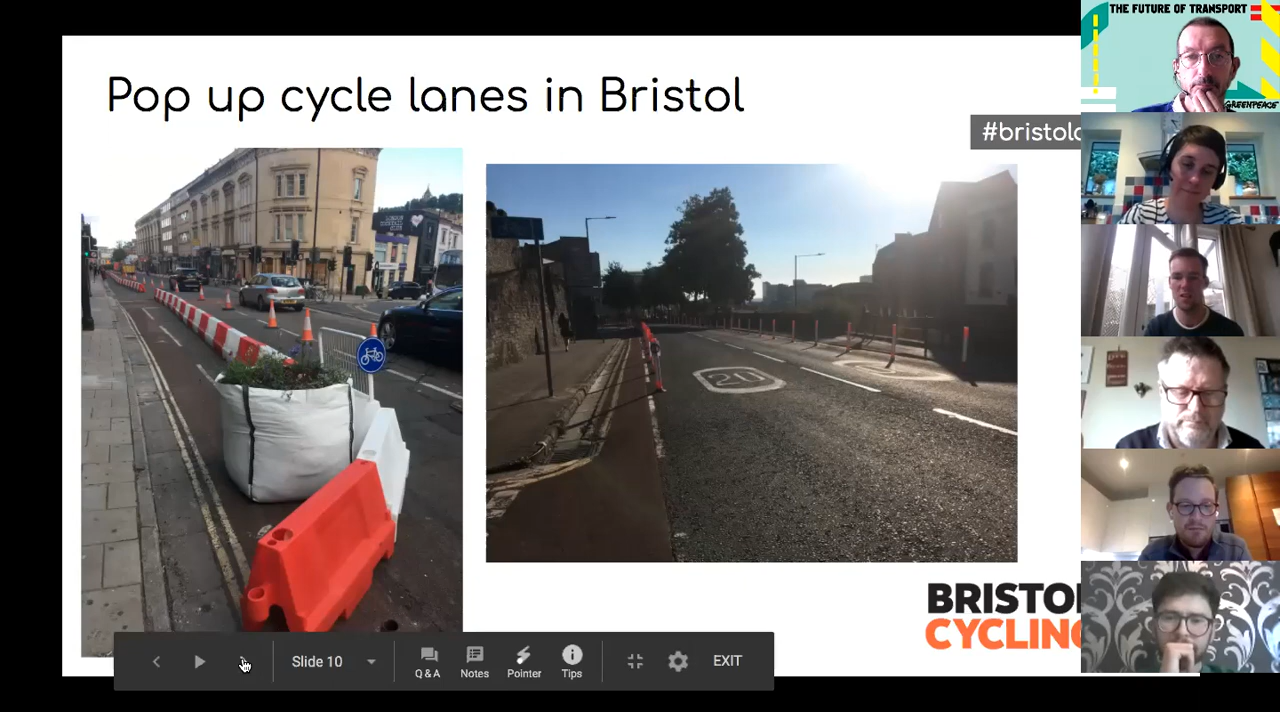 Pop up cycle lanes in Bristol
THE FUTURE OF TRANSPORT
GREENPEACE
#bristolc
20
BRISTOL
CYCLING
Slide 10
Q & A
Notes
Pointer
Tips
EXIT